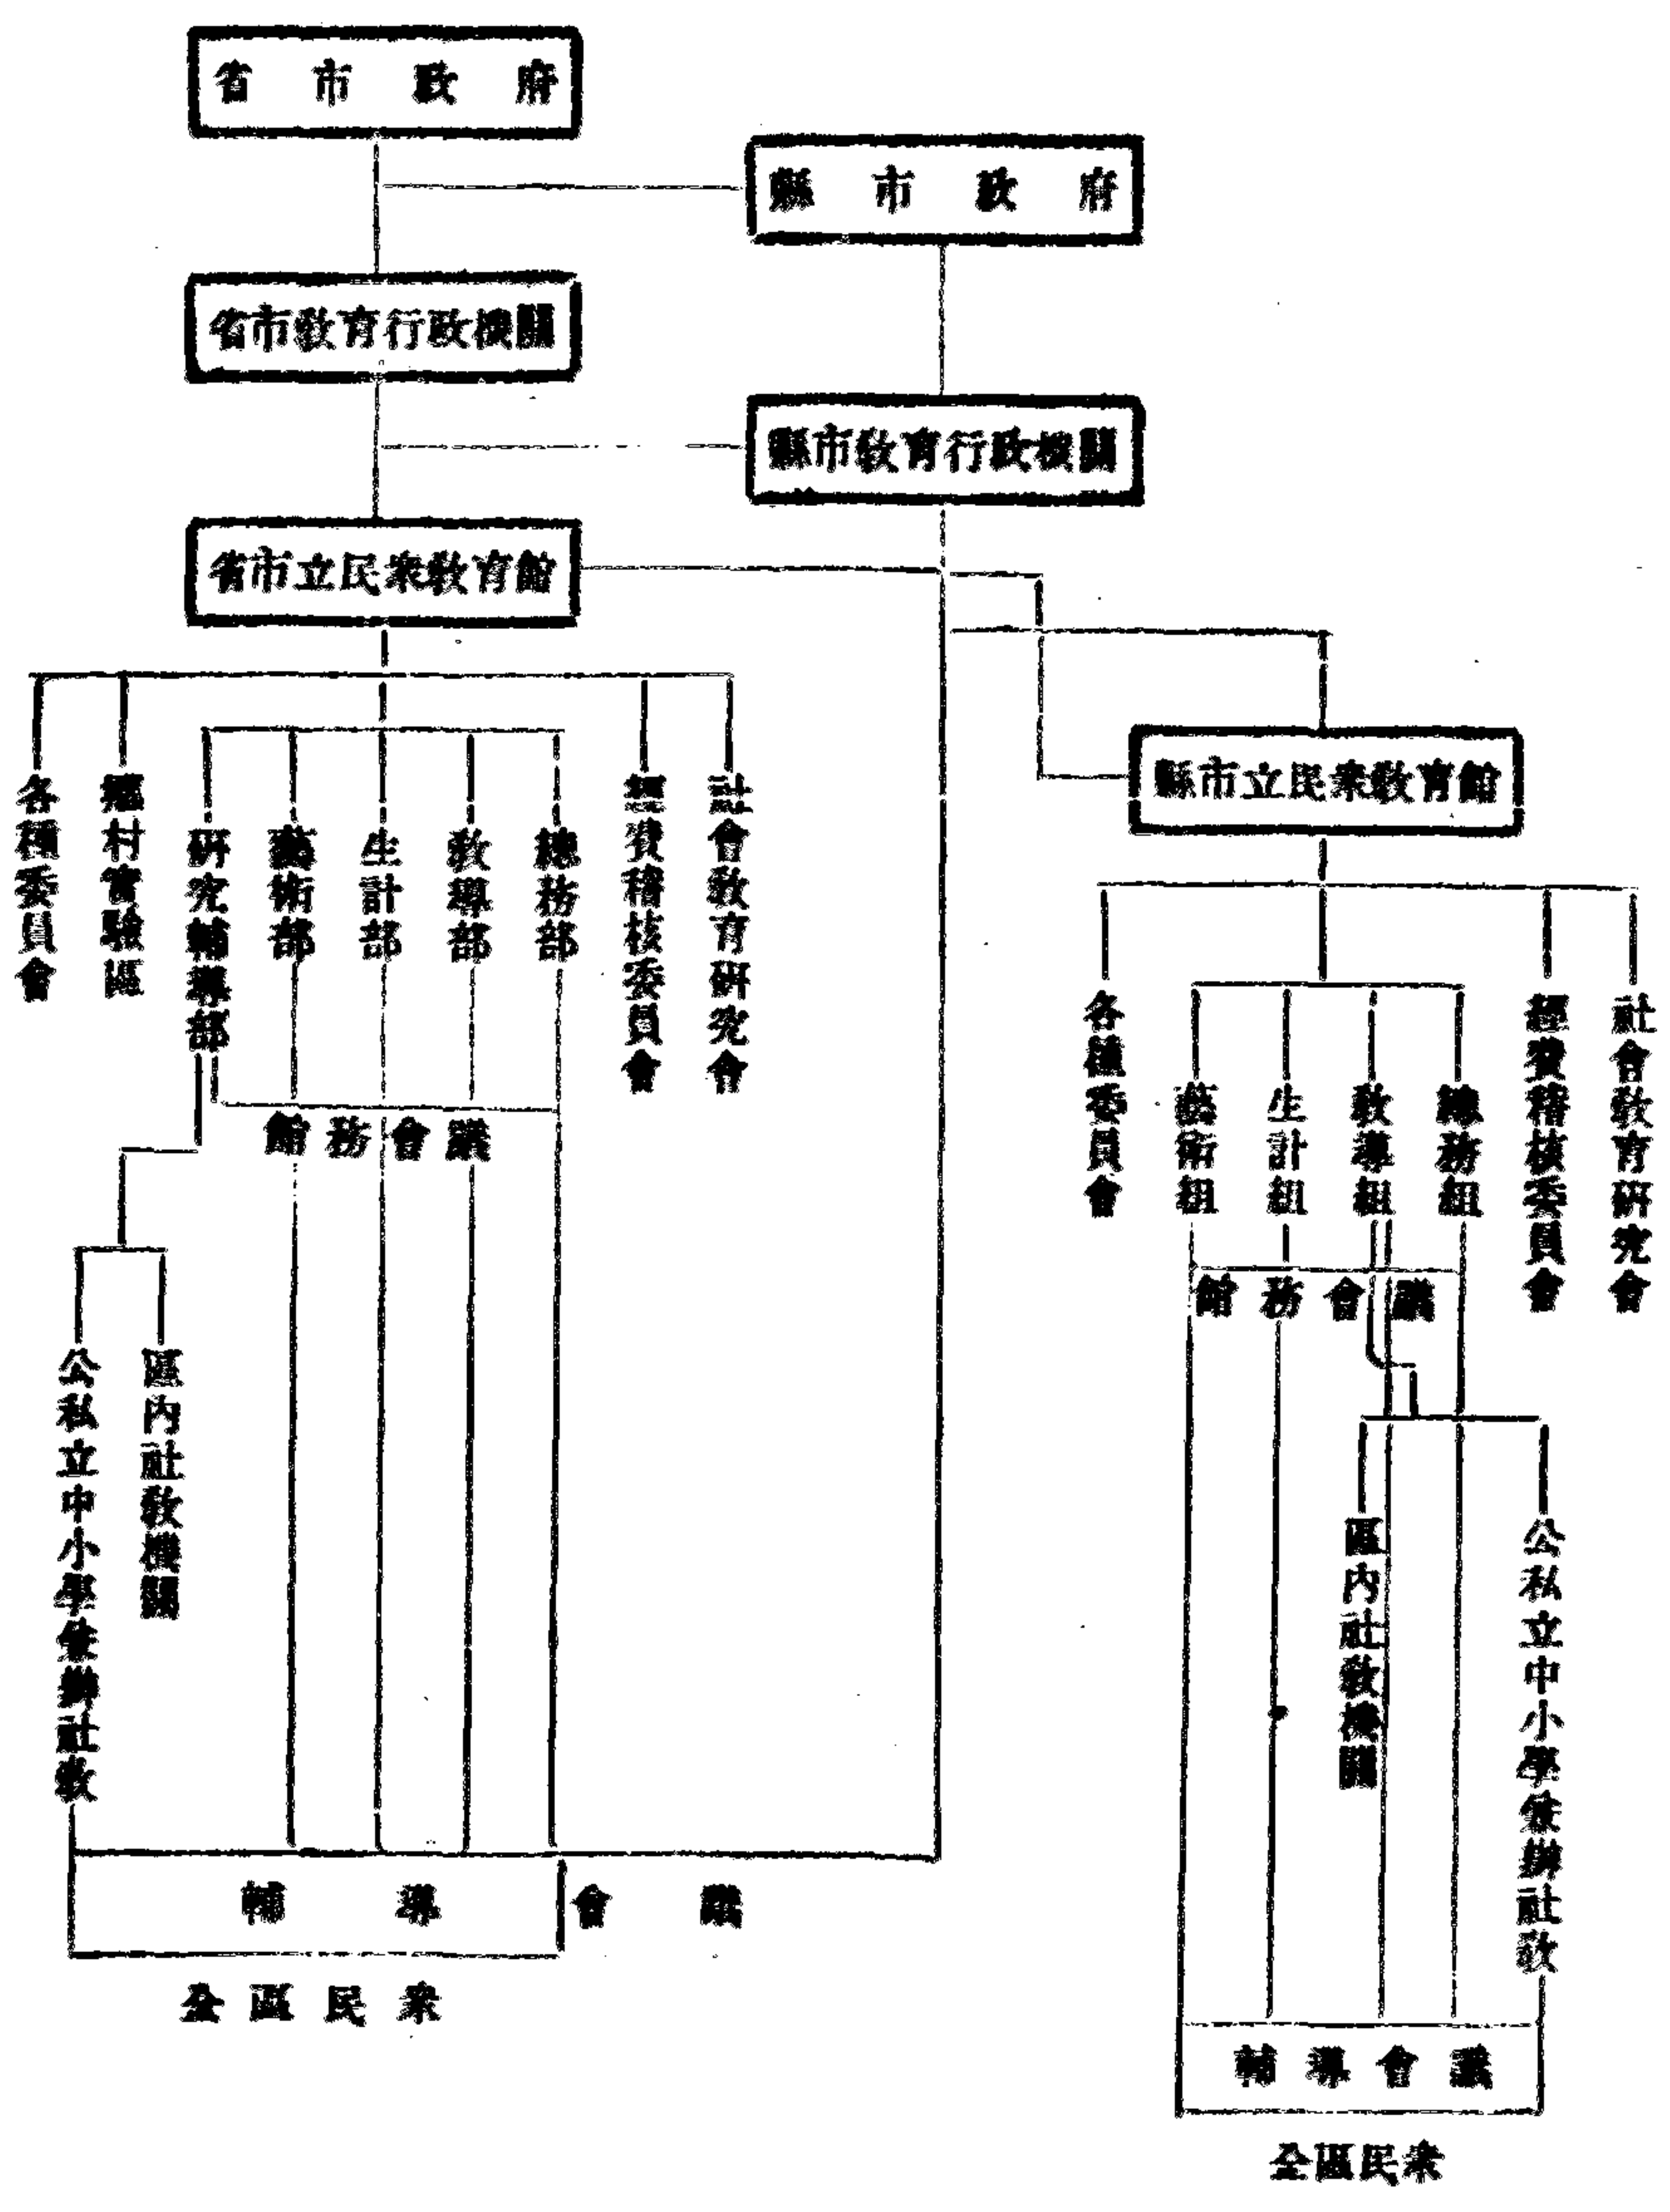 省市政府
縣市政府
省市教育行政機關
縣市教育行政機關
省市立民衆教育館
縣市立民衆教育館
社會教育研究會
經費稽核委員會
總務部
教導部
生計部
藝術部
研究輔導部
鄉村實驗區
各種委員會
館務會議
區內社教機關
公私立中小學兼辦社教
輔導會議
全區民衆
社會教育研究會
經費稽核委員會
總務組
教導組
生計組
藝術組
各種委員會
館務會議
公私立中小學兼辦社教
區內社教機關
輔導會議
全區民衆